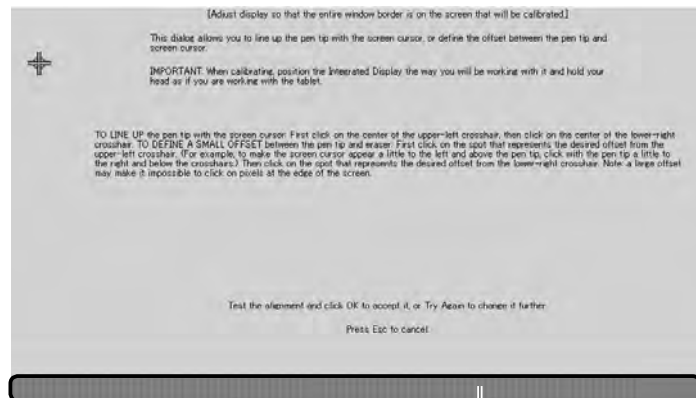 [Adjust display so that the entire window border is on the screen that will be calibrated.]
This dialog allows you to line up the pen tip with the screen cursor, or define the offset between the pen tip and
screen cursor.
IMPORTANT: When calibrating, position the Integrated Display the way you will be working with it and hold your
head as if you are working with the tablet.
TO LINE UP the pen tip with the screen cursor: First click on the center of the upper-left crosshair, then click on the center of the lower-right
crosshair. TO DEFINE A SMALL OFFSET between the pen tip and eraser: First click on the spot that represents the desired offset from the
upper-left crosshair. (For example, to make the screen cursor appear a little to the left and above the pen tip, click with the pen tip a little to
the right and below the crosshairs.) Then click on the spot that represents the desired offset from the lower-right crosshair. Note: a large offset
may make it impossible to click on pixels at the edge of the screen.
Test the alignment and click OK to accept it, or Try Again to change it further.
Press Esc to cancel.